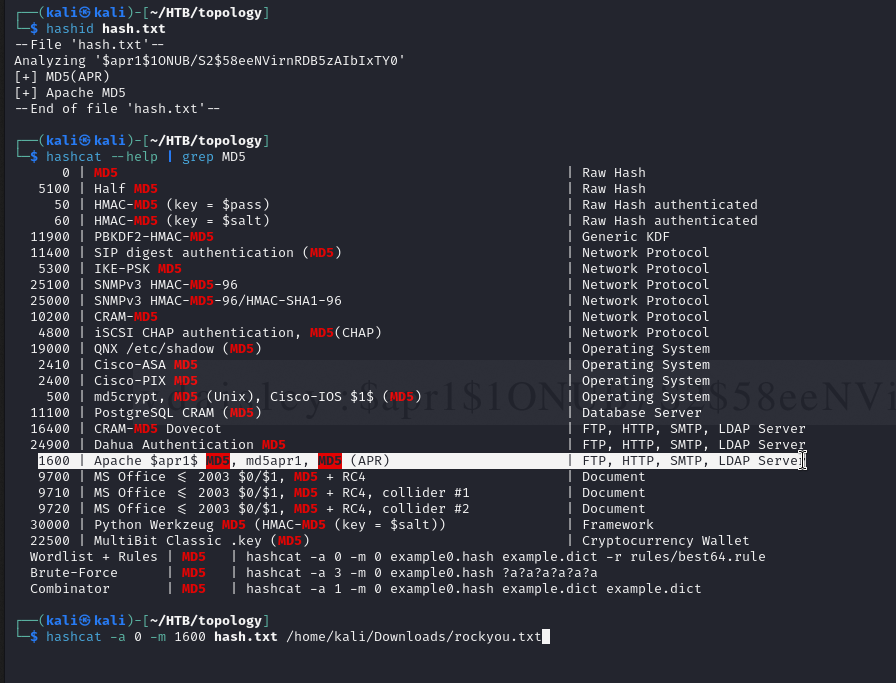 ┌──(kali㉿kali)-[~/HTB/topology]
└─$ hashid hash.txt
--File 'hash.txt'--
Analyzing '$apr1$1ONUB/S2$58eeNVirnRDB5zAIbIxTY0'
[+] MD5(APR)
[+] Apache MD5
--End of file 'hash.txt'--
┌──(kali㉿kali)-[~/HTB/topology]
└─$ hashcat --help | grep MD5
0 | MD5 | Raw Hash
5100 | Half MD5 | Raw Hash
50 | HMAC-MD5 (key = $pass) | Raw Hash authenticated
60 | HMAC-MD5 (key = $salt) | Raw Hash authenticated
11900 | PBKDF2-HMAC-MD5 | Generic KDF
11400 | SIP digest authentication (MD5) | Network Protocol
5300 | IKE-PSK MD5 | Network Protocol
25100 | SNMPv3 HMAC-MD5-96 | Network Protocol
25000 | SNMPv3 HMAC-MD5-96/HMAC-SHA1-96 | Network Protocol
10200 | CRAM-MD5 | Network Protocol
4800 | iSCSI CHAP authentication, MD5(CHAP) | Network Protocol
19000 | QNX /etc/shadow (MD5) | Operating System
2410 | Cisco-ASA MD5 | Operating System
2400 | Cisco-PIX MD5 | Operating System
500 | md5crypt, MD5 (Unix), Cisco-IOS $1$ (MD5) | Operating System
11100 | PostgreSQL CRAM (MD5) | Database Server
16400 | CRAM-MD5 Dovecot | FTP, HTTP, SMTP, LDAP Server
24900 | Dahua Authentication MD5 | FTP, HTTP, SMTP, LDAP Server
1600 | Apache $apr1$ MD5, md5apr1, MD5 (APR) | FTP, HTTP, SMTP, LDAP Server
9700 | MS Office ≤ 2003 $0/$1, MD5 + RC4 | Document
9710 | MS Office ≤ 2003 $0/$1, MD5 + RC4, collider #1 | Document
9720 | MS Office ≤ 2003 $0/$1, MD5 + RC4, collider #2 | Document
30000 | Python Werkzeug MD5 (HMAC-MD5 (key = $salt)) | Framework
22500 | MultiBit Classic .key (MD5) | Cryptocurrency Wallet
Wordlist + Rules | MD5 | hashcat -a 0 -m 0 example0.hash example.dict -r rules/best64.rule
Brute-Force | MD5 | hashcat -a 3 -m 0 example0.hash ?a?a?a?a?a?a
Combinator | MD5 | hashcat -a 1 -m 0 example0.hash example.dict example.dict
┌──(kali㉿kali)-[~/HTB/topology]
└─$ hashcat -a 0 -m 1600 hash.txt /home/kali/Downloads/rockyou.txt